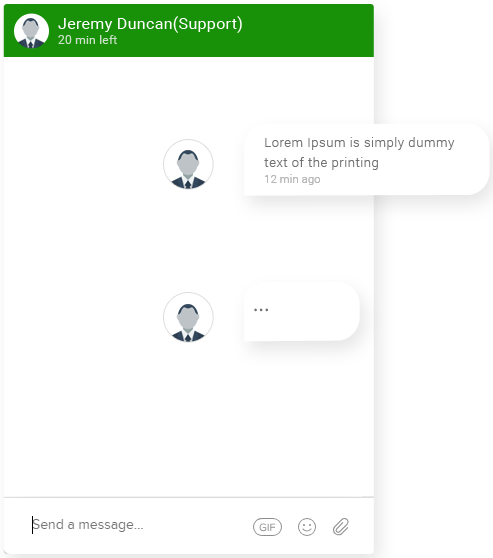 Jeremy Duncan(Support)
20 min left
Lorem Ipsum is simply dummy
text of the printing
12 min ago
...
Send a message...
GIF